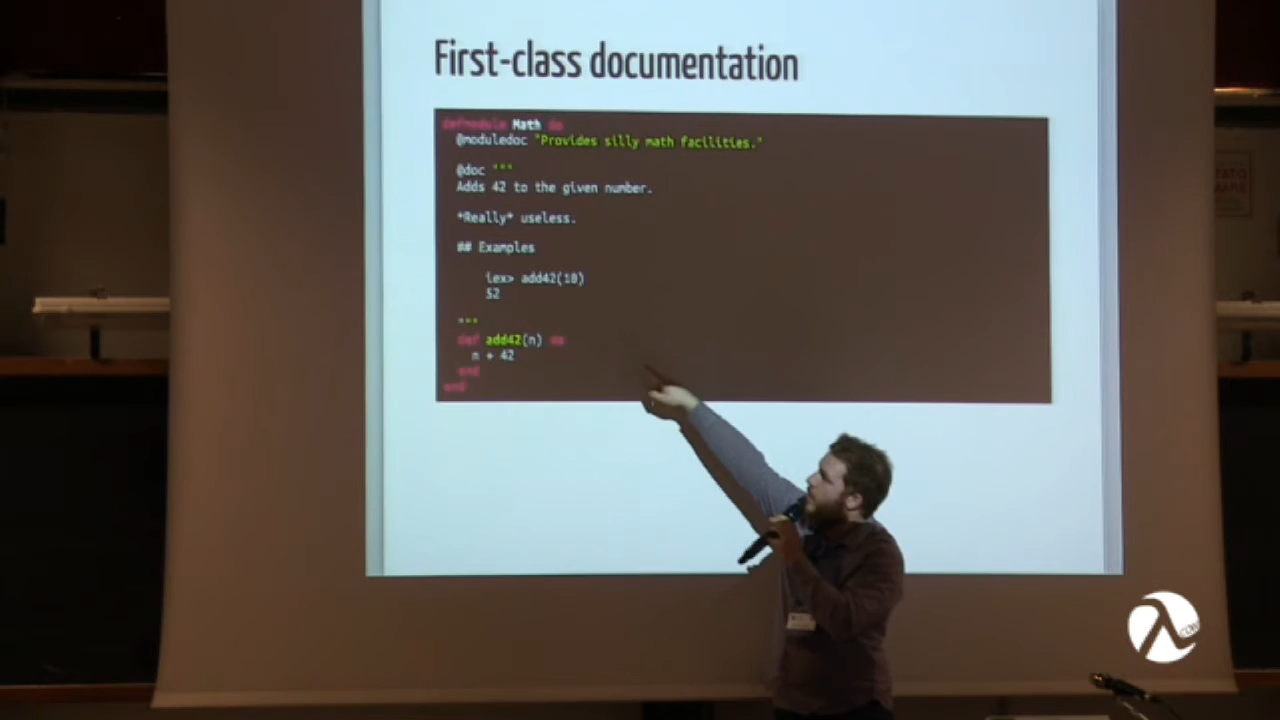 First-class documentation
defmodule Math do
@moduledoc "Provides silly math facilities."
@doc """
Adds 42 to the given number.
*Really* useless.
## Examples
iex> add42(10)
52
"""
def add42(n) do
n + 42
end
end
λCON